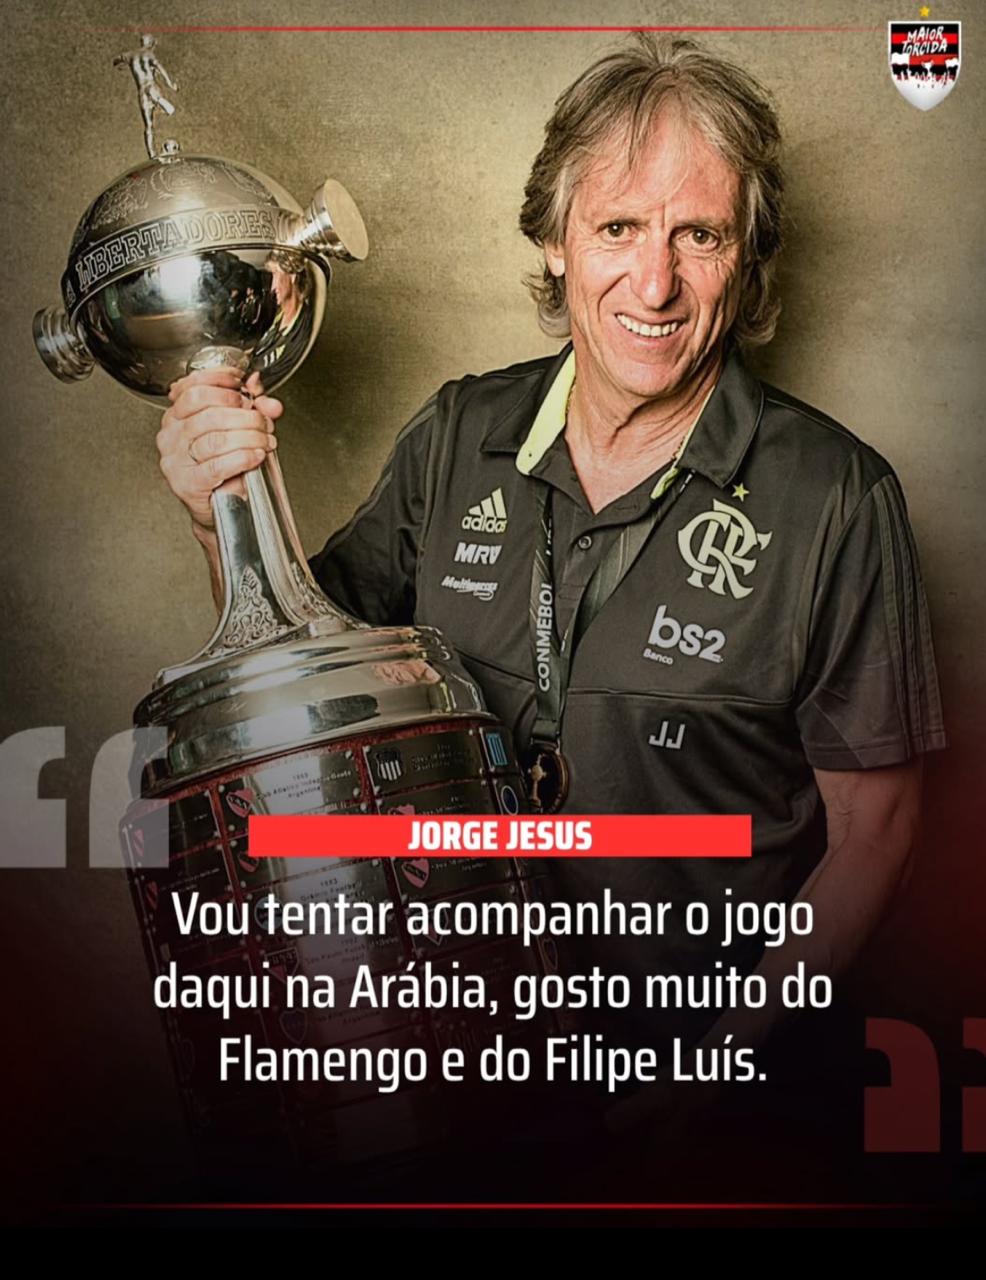 MAIOR
TORCIDA
LIBERTADORES
adidas
MRV
Multimarcas
CONMEBOL
bs2
Banco
JJ
JORGE JESUS
Vou tentar acompanhar o jogo
daqui na Arábia, gosto muito do
Flamengo e do Filipe Luís.